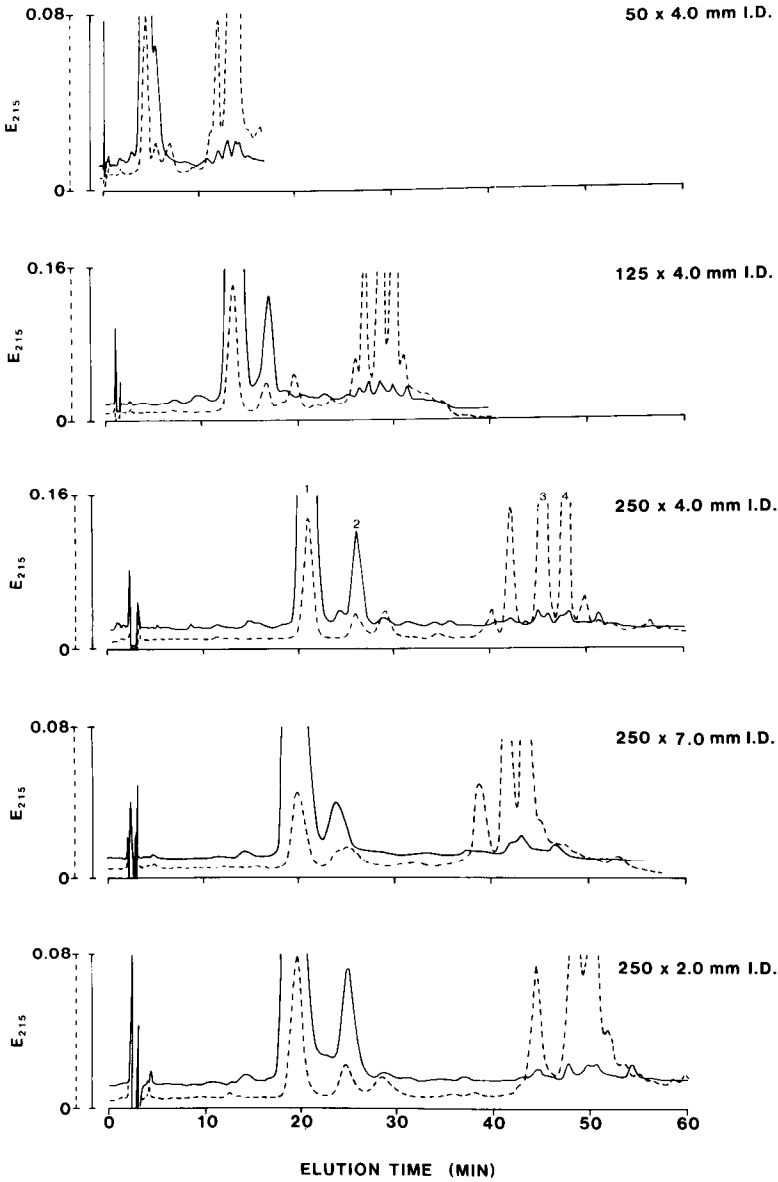 0.08
50 x 4.0 mm I.D.
E215
0
0.16
125 x 4.0 mm I.D.
E215
0
0.16
1
2
3
4
250 x 4.0 mm I.D.
E215
0
0.08
250 x 7.0 mm I.D.
E215
0
0.08
250 x 2.0 mm I.D.
E215
0
0 10 20 30 40 50 60
ELUTION TIME (MIN)